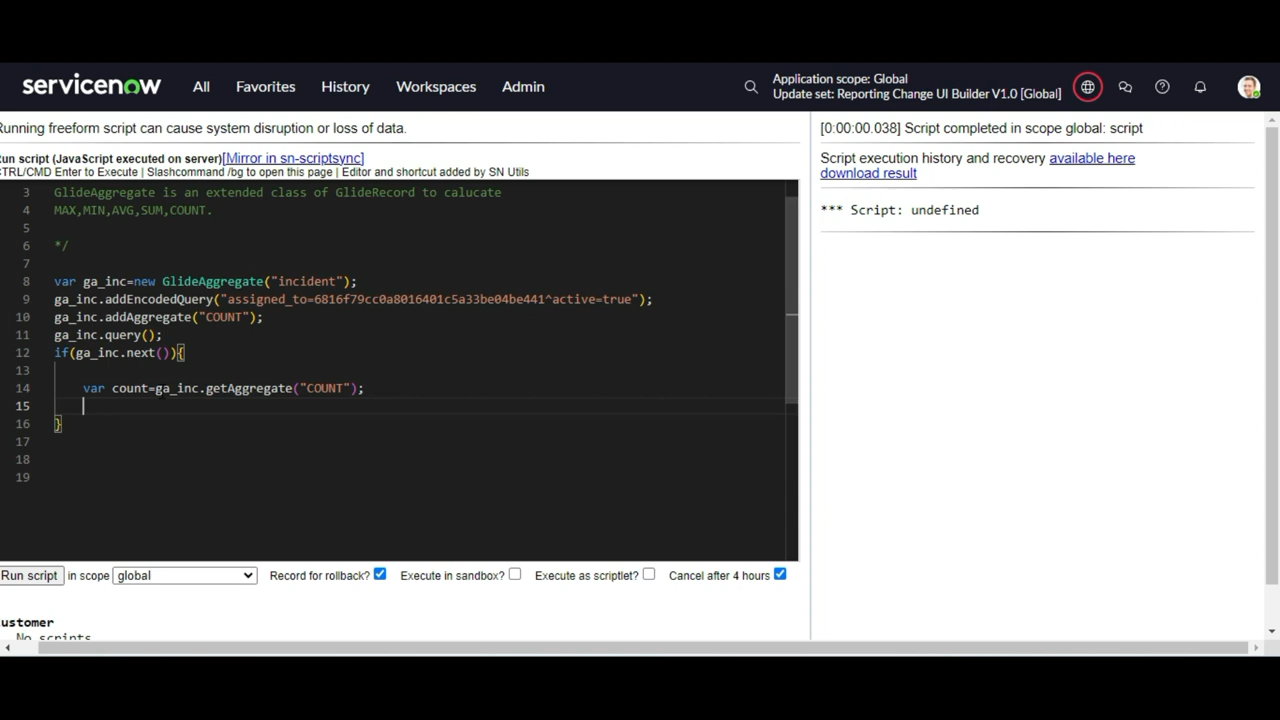 servicenow
All
Favorites
History
Workspaces
Admin
Application scope: Global
Update set: Reporting Change UI Builder V1.0 [Global]
Running freeform script can cause system disruption or loss of data.
un script (JavaScript executed on server)[Mirror in sn-scriptsync]
CTRL/CMD Enter to Execute | Slashcommand /bg to open this page | Editor and shortcut added by SN Utils
3 GlideAggregate is an extended class of GlideRecord to calucate
4 MAX,MIN,AVG,SUM,COUNT.
5
6 */
7
8 var ga_inc=new GlideAggregate("incident");
9 ga_inc.addEncodedQuery("assigned_to=6816f79cc0a8016401c5a33be04be441^active=true");
10 ga_inc.addAggregate("COUNT");
11 ga_inc.query();
12 if(ga_inc.next()){
13
14 var count=ga_inc.getAggregate("COUNT");
15
16 }
17
18
19
Run script in scope global Record for rollback? Execute in sandbox? Execute as scriptlet? Cancel after 4 hours
ustomer
No scripts
[0:00:00.038] Script completed in scope global: script
Script execution history and recovery available here
download result
*** Script: undefined